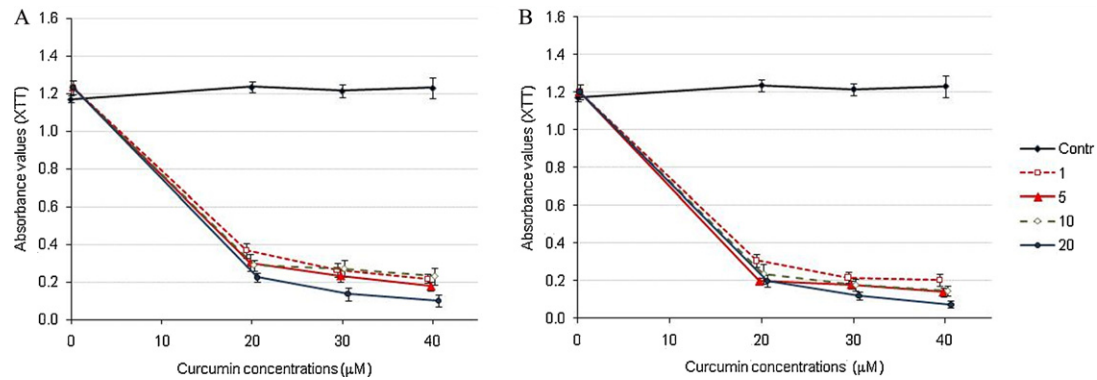 A
B
1.6
1.4
1.2
1.0
0.8
0.6
0.4
0.2
0.0
Absorbance values (XTT)
0 20 30 40
Curcumin concentrations (µM)
1.6
1.4
1.2
1.0
0.8
0.6
0.4
0.2
0.0
Absorbance values (XTT)
0 10 20 30 40
Curcumin concentrations (µM)
Contr
1
5
10
20